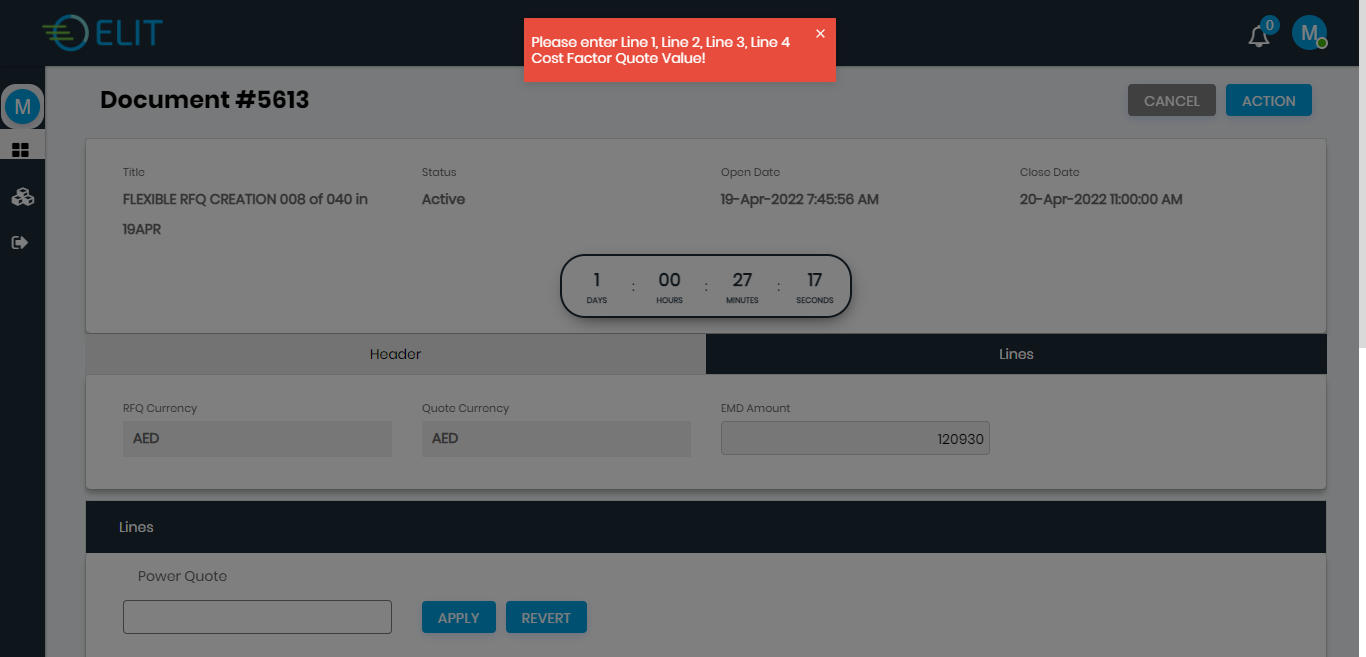 ELIT
Please enter Line 1, Line 2, Line 3, Line 4
Cost Factor Quote Value!
×
0
M
M
Document #5613
CANCEL
ACTION
Title
Status
Open Date
Close Date
FLEXIBLE RFQ CREATION 008 of 040 in
19APR
Active
19-Apr-2022 7:45:56 AM
20-Apr-2022 11:00:00 AM
1 : 00 : 27 : 17
DAYS HOURS MINUTES SECONDS
Header
Lines
RFQ Currency
Quote Currency
EMD Amount
AED
AED
120930
Lines
Power Quote
APPLY
REVERT